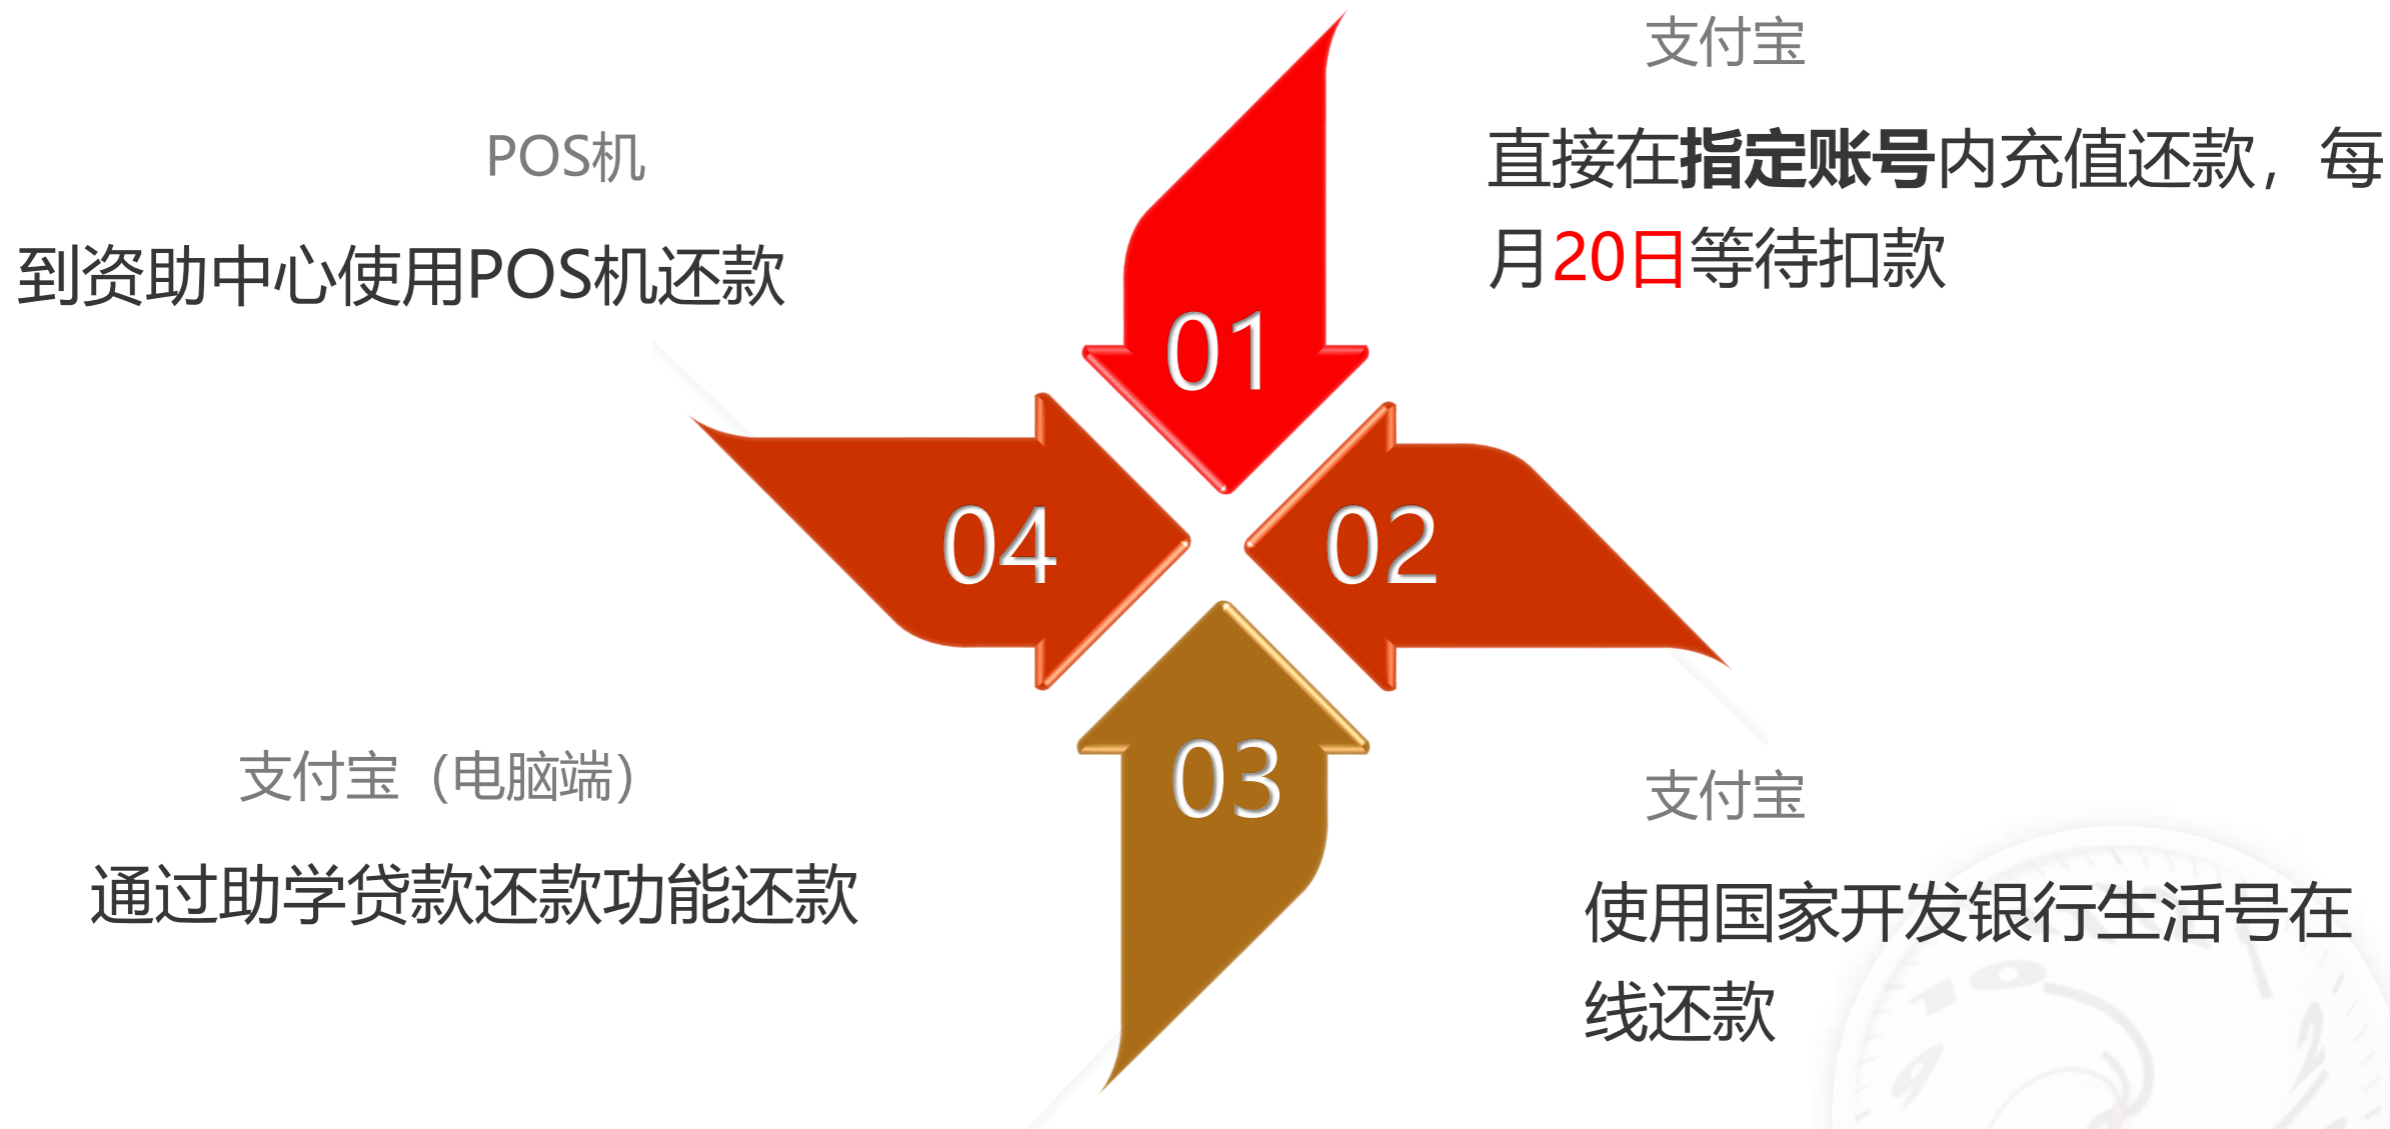 支付宝
直接在指定账号内充值还款，每
月20日等待扣款
POS机
到资助中心使用POS机还款
01
04
02
03
支付宝（电脑端）
通过助学贷款还款功能还款
支付宝
使用国家开发银行生活号在
线还款